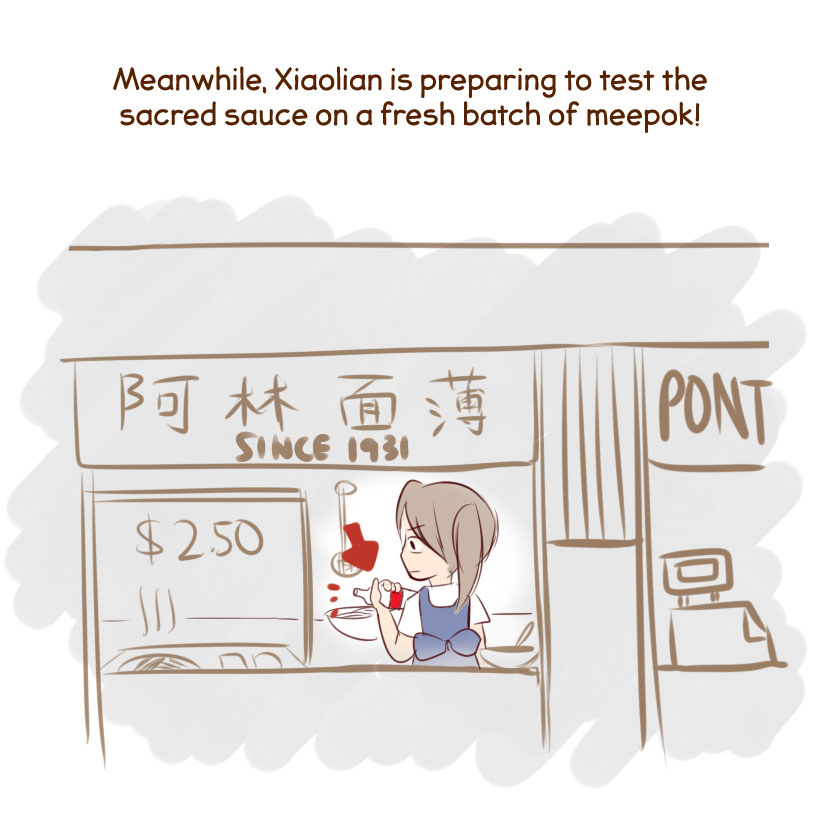 Meanwhile, Xiaolian is preparing to test the
sacred sauce on a fresh batch of meepok!
阿林面薄
SINCE 1931
PONT
$2.50